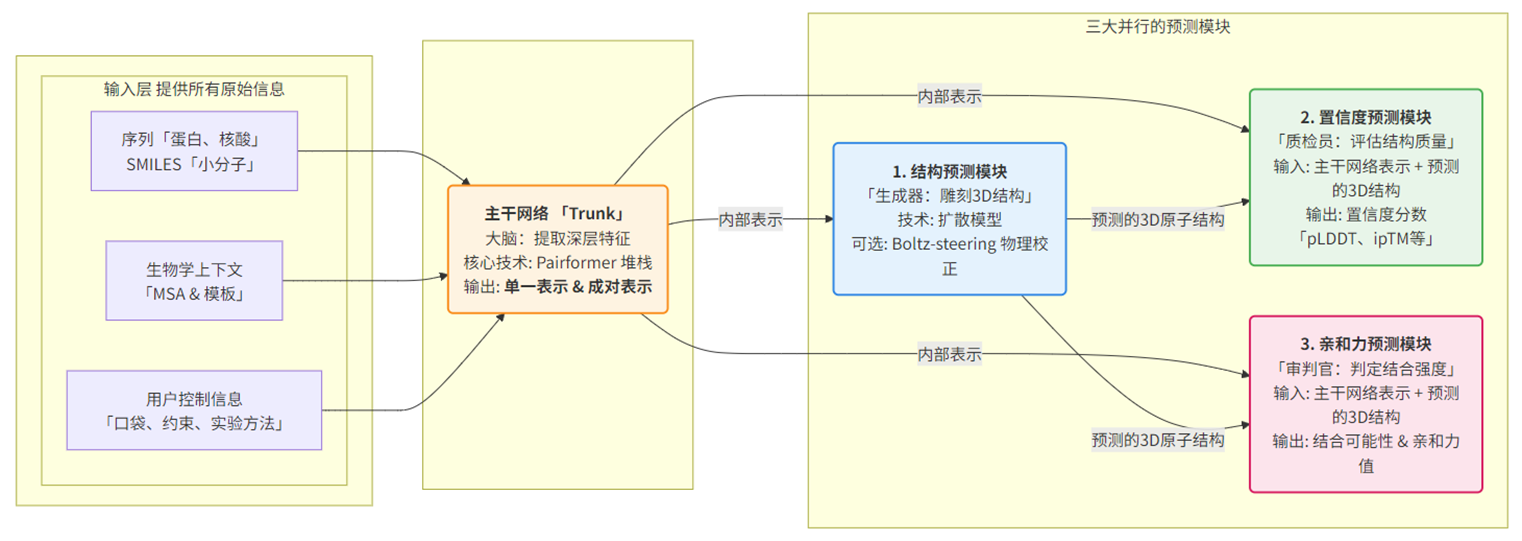 输入层 提供所有原始信息
序列「蛋白、核酸」
SMILES「小分子」
生物学上下文
「MSA & 模板」
用户控制信息
「口袋、约束、实验方法」
主干网络 「Trunk」
大脑：提取深层特征
核心技术: Pairformer 堆栈
输出: 单一表示 & 成对表示
三大并行的预测模块
内部表示
内部表示
内部表示
1. 结构预测模块
「生成器：雕刻3D结构」
技术: 扩散模型
可选: Boltz-steering 物理校
正
预测的3D原子结构
预测的3D原子结构
2. 置信度预测模块
「质检员：评估结构质量」
输入: 主干网络表示 + 预测
的3D结构
输出: 置信度分数
「pLDDT、ipTM等」
3. 亲和力预测模块
「审判官：判定结合强度」
输入: 主干网络表示 + 预测
的3D结构
输出: 结合可能性 & 亲和力
值